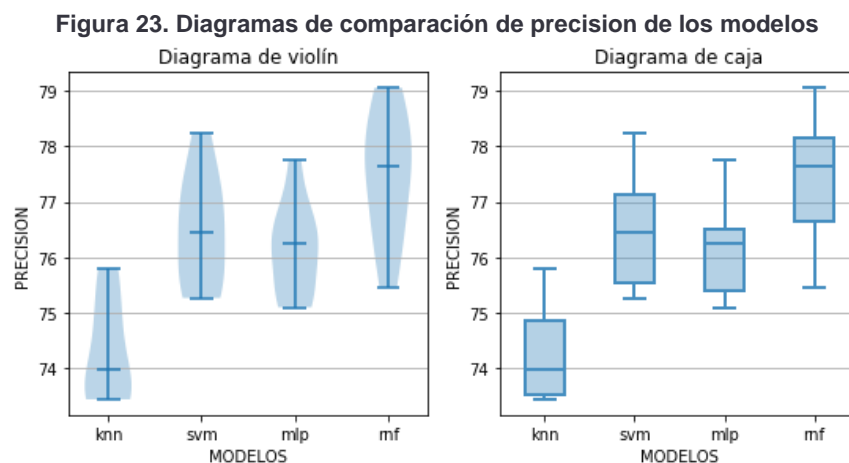 Figura 23. Diagramas de comparación de precision de los modelos
Diagrama de violín
79
78
77
76
75
74
PRECISION
knn svm mlp rnf
MODELOS
Diagrama de caja
79
78
77
76
75
74
PRECISION
knn svm mlp rnf
MODELOS